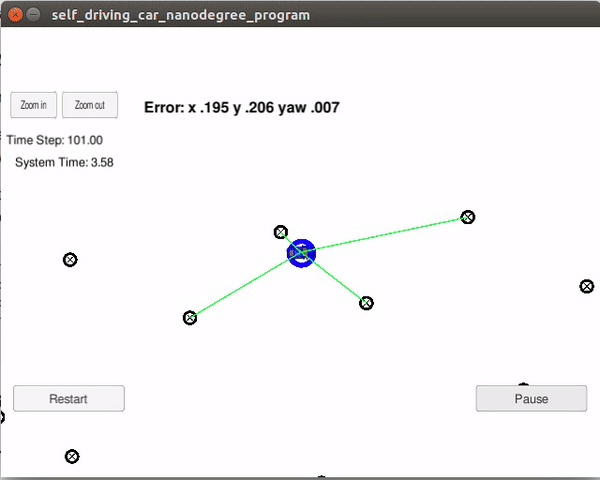 self_driving_car_nanodegree_program
Zoom in Zoom out
Error: x .195 y .206 yaw .007
Time Step: 101.00
System Time: 3.58
Restart
Pause